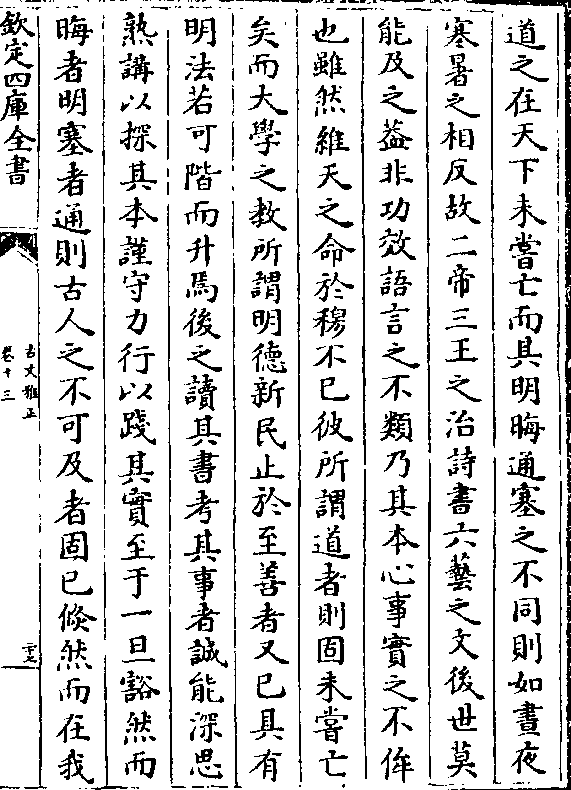 道之在天下未嘗亡而其明晦通塞之不同則如晝夜
寒暑之相反故二帝三王之治詩書六藝之文後世莫
能及之葢非功效語言之不類乃其本心事實之不侔
也雖然維天之命於穆不已彼所謂道者則固未嘗亡
矣而大學之教所謂明德新民止於至善者又已具有
明法若可階而升焉後之讀其書考其事者誠能深思
熟講以探其本謹守力行以踐其實至于一旦豁然而
晦者明塞者通則古人之不可及者固已倐然而在我
欽定四庫全書
古文雅正
卷十三